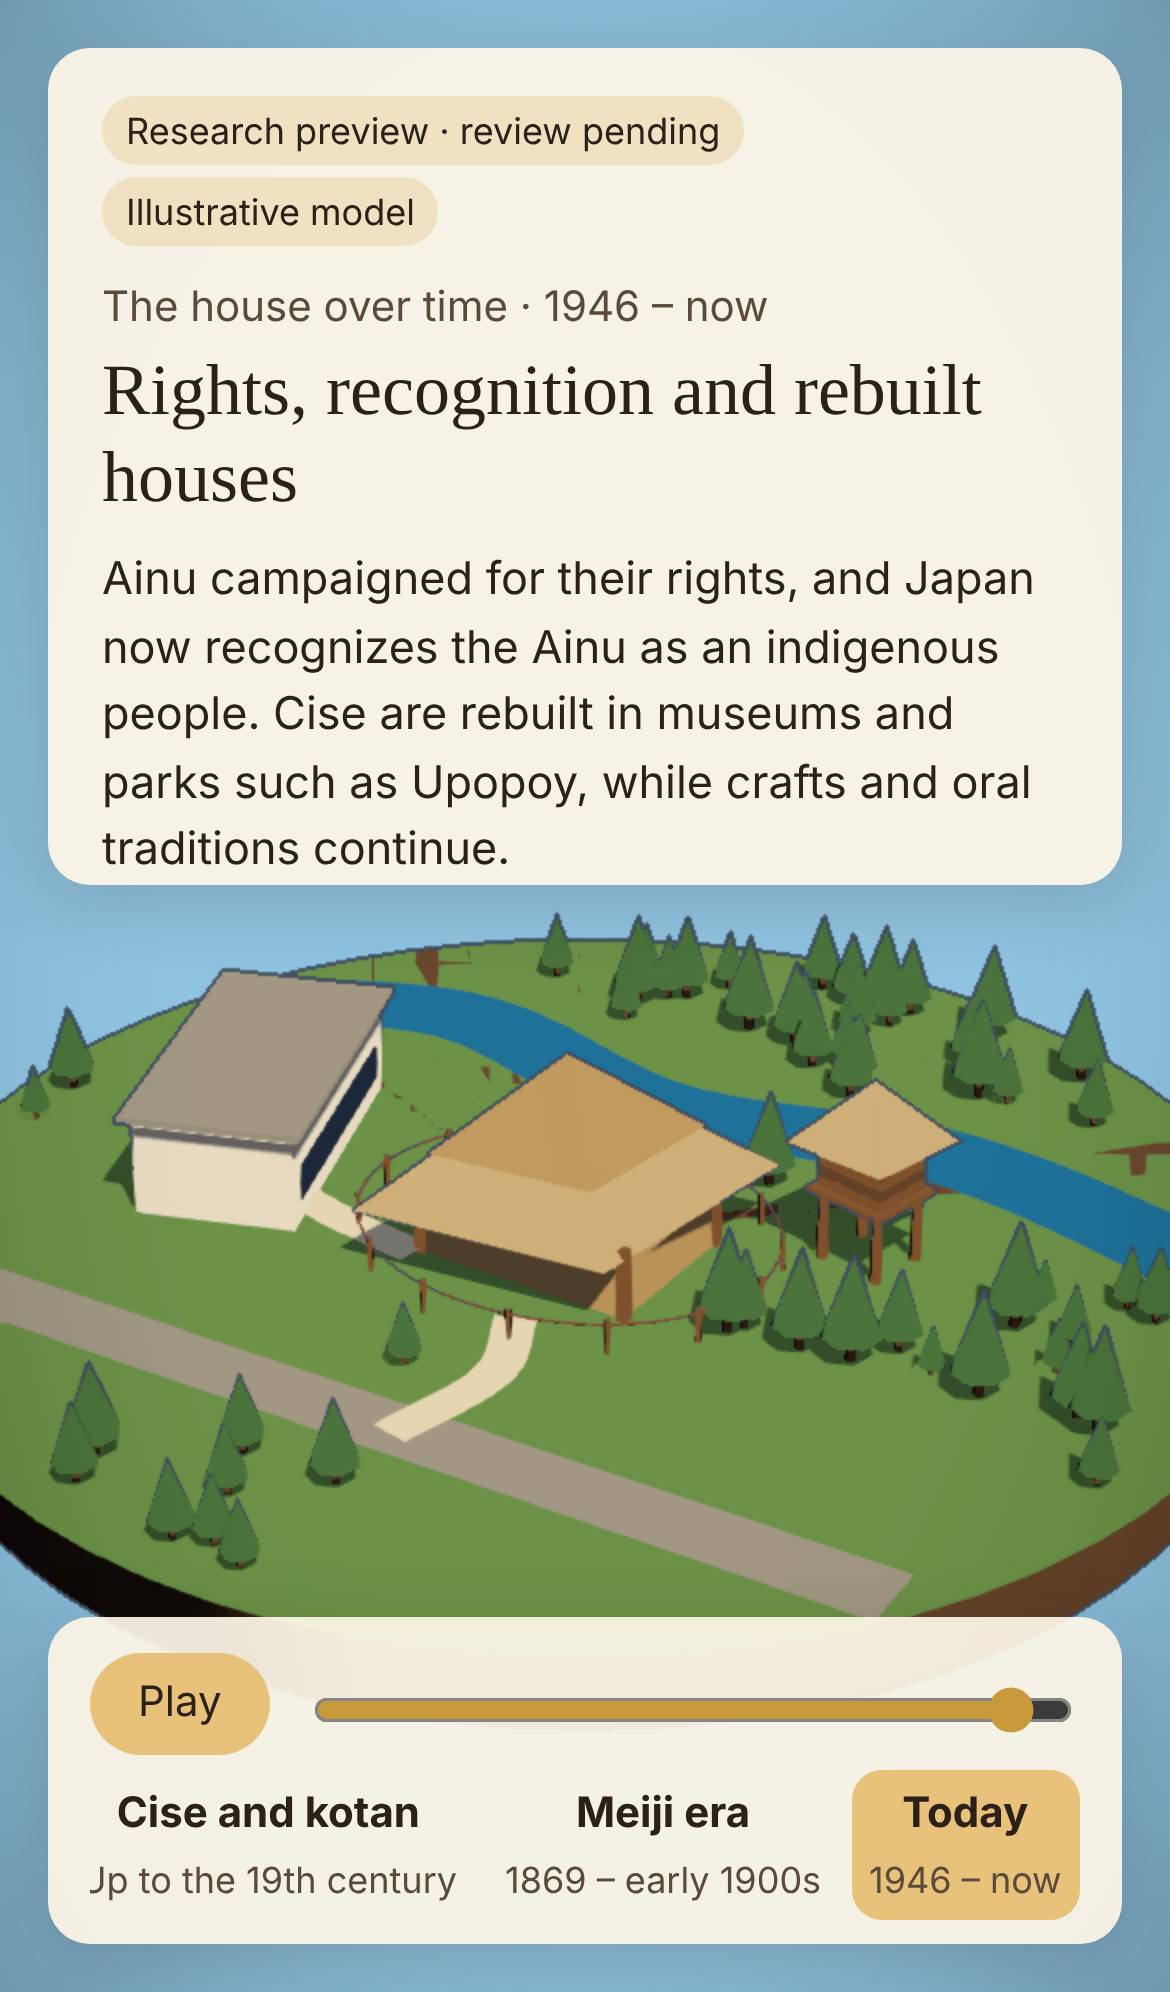 Research preview · review pending
Illustrative model
The house over time · 1946 – now
Rights, recognition and rebuilt
houses
Ainu campaigned for their rights, and Japan
now recognizes the Ainu as an indigenous
people. Cise are rebuilt in museums and
parks such as Upopoy, while crafts and oral
traditions continue.
Play
Cise and kotan
Meiji era
Today
Up to the 19th century
1869 – early 1900s
1946 – now